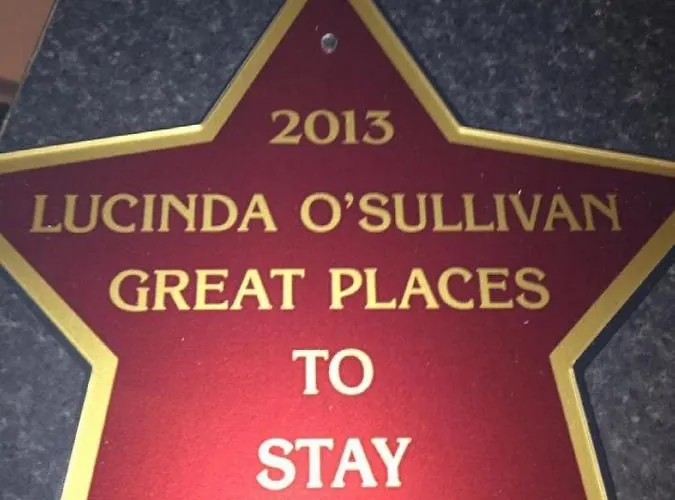 2013
LUCINDA O'SULLIVAN
GREAT PLACES
TO
STAY